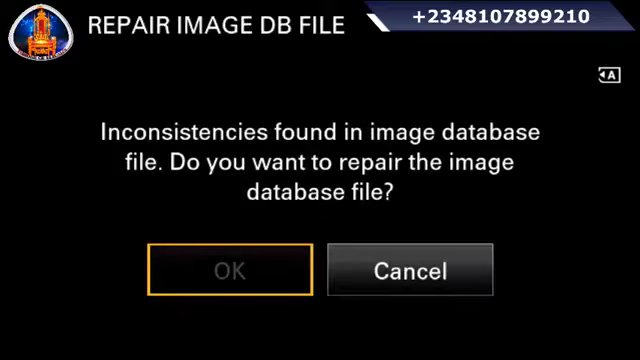 REPAIR IMAGE DB FILE
+2348107899210
A
Inconsistencies found in image database
file. Do you want to repair the image
database file?
OK
Cancel